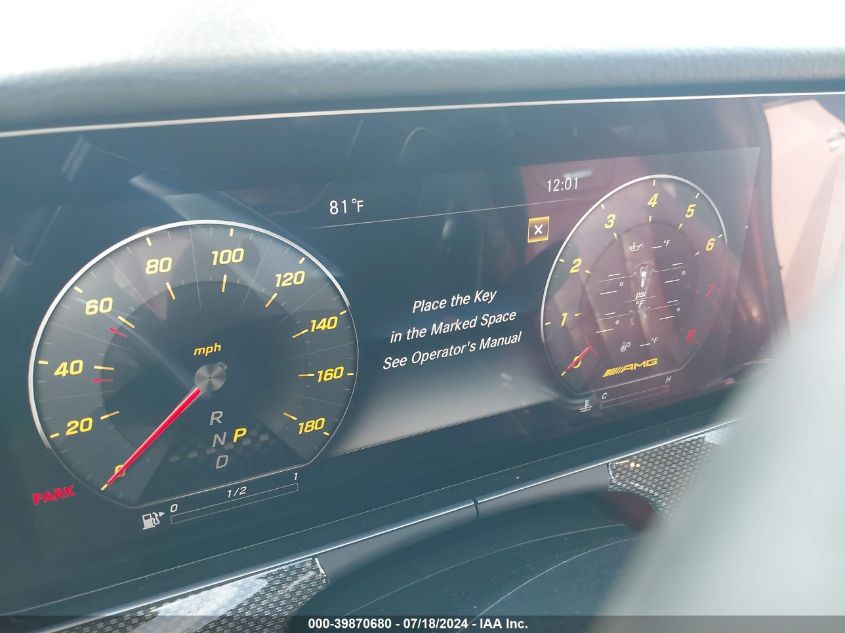 81°F
12:01
X
Place the Key
in the Marked Space
See Operator's Manual
0
20
40
60
80
100
120
140
160
180
mph
R
N P
D
PARK
0 1/2 1
0
1
2
3
4
5
6
7
8
°F
psi
°F
°F
AMG
C H
000-39870680 - 07/18/2024 - IAA Inc.